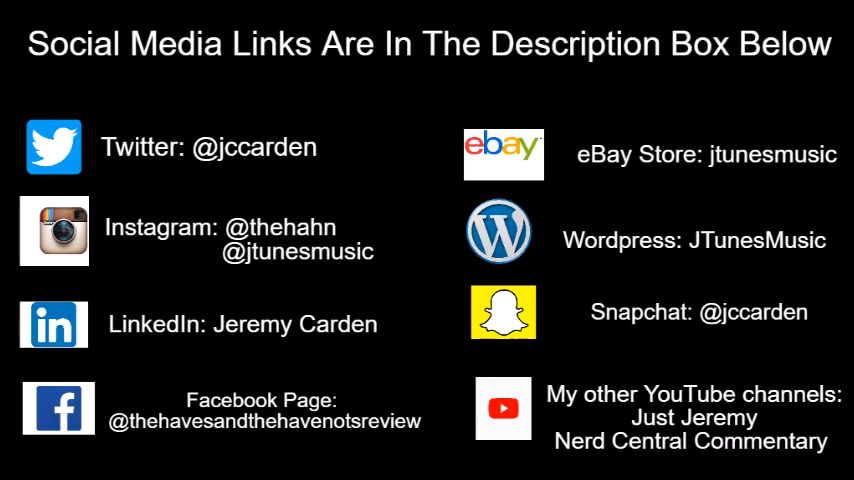 Social Media Links Are In The Description Box Below
Twitter: @jccarden
Instagram: @thehahn
@jtunesmusic
in
LinkedIn: Jeremy Carden
f
Facebook Page:
@thehavesandthehavenotsreview
ebay
eBay Store: jtunesmusic
W
Wordpress: JTunesMusic
Snapchat: @jccarden
My other YouTube channels:
Just Jeremy
Nerd Central Commentary